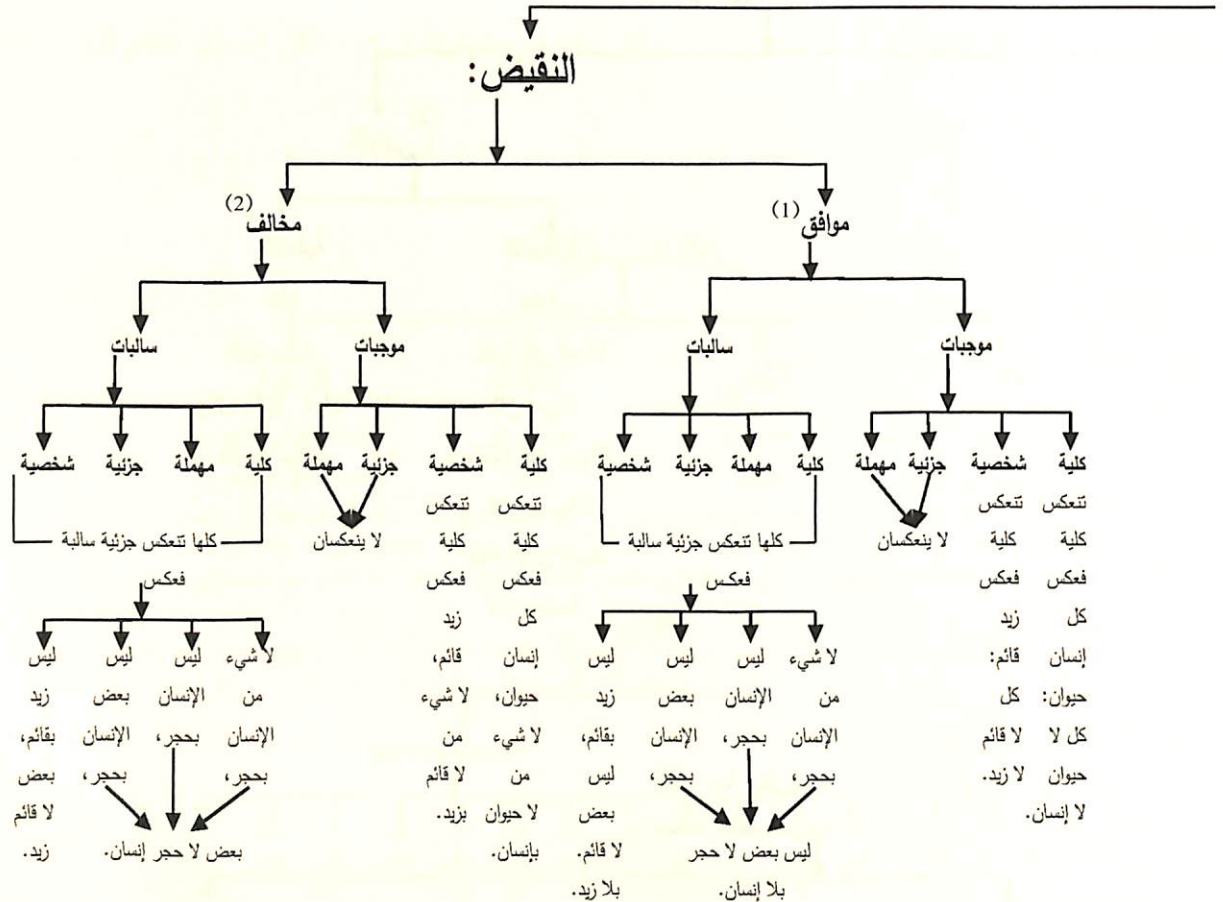 النقيض:
موافق (1)
مخالف (2)
موجبات
سالبات
موجبات
سالبات
كلية شخصية جزئية مهملة
كلية مهملة جزئية شخصية
كلية شخصية جزئية مهملة
كلية مهملة جزئية شخصية
تتعكس
كلية
فعكس
كل
إنسان
حيوان:
كل لا
حيوان
لا إنسان.
تتعكس
كلية
فعكس
زيد
قائم:
كل
لا قائم
لا زيد.
لا ينعكسان
كلها تتعكس جزئية سالبة
فعكس
لا شيء
من
الإنسان
بحجر،
ليس
الإنسان
بحجر،
ليس
بعض
الإنسان
بحجر،
ليس بعض لا حجر
بلا إنسان.
ليس
زيد
بقائم،
ليس
بعض
لا قائم.
بلا زيد.
تتعكس
كلية
فعكس
كل
إنسان
حيوان،
لا شيء
من
لا حيوان
بإنسان.
تتعكس
كلية
فعكس
زيد
قائم،
لا شيء
من
لا قائم
بزيد.
لا ينعكسان
كلها تتعكس جزئية سالبة
فعكس
لا شيء
من
الإنسان
بحجر،
ليس
الإنسان
بحجر،
ليس
بعض
الإنسان
بحجر،
بعض لا حجر إنسان.
ليس
زيد
بقائم،
بعض
لا قائم
زيد.